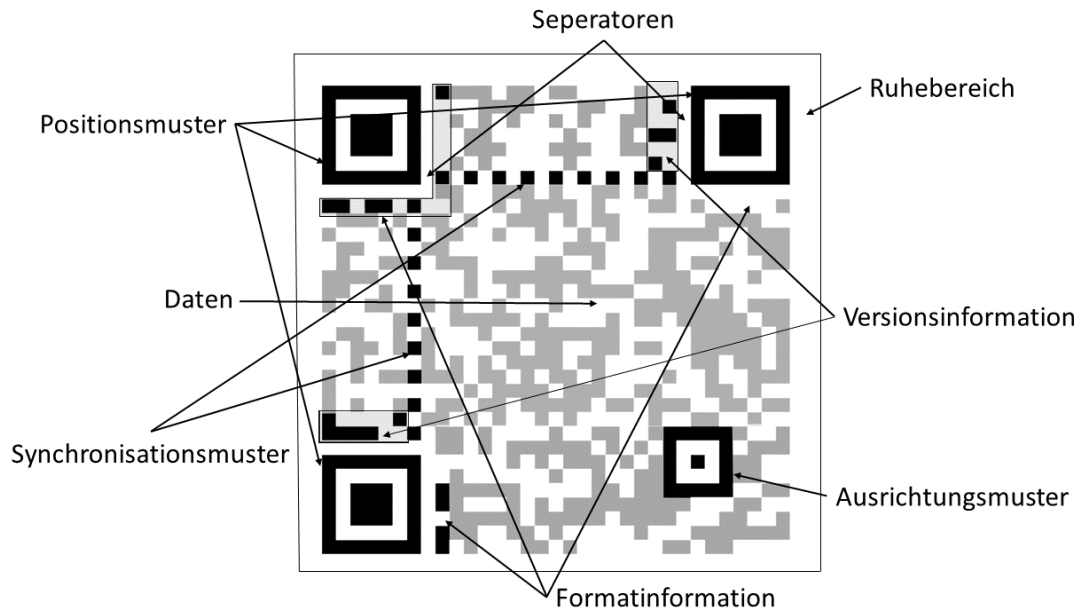 Seperatoren
Ruhebereich
Positionsmuster
Daten
Versionsinformation
Synchronisationsmuster
Ausrichtungsmuster
Formatinformation